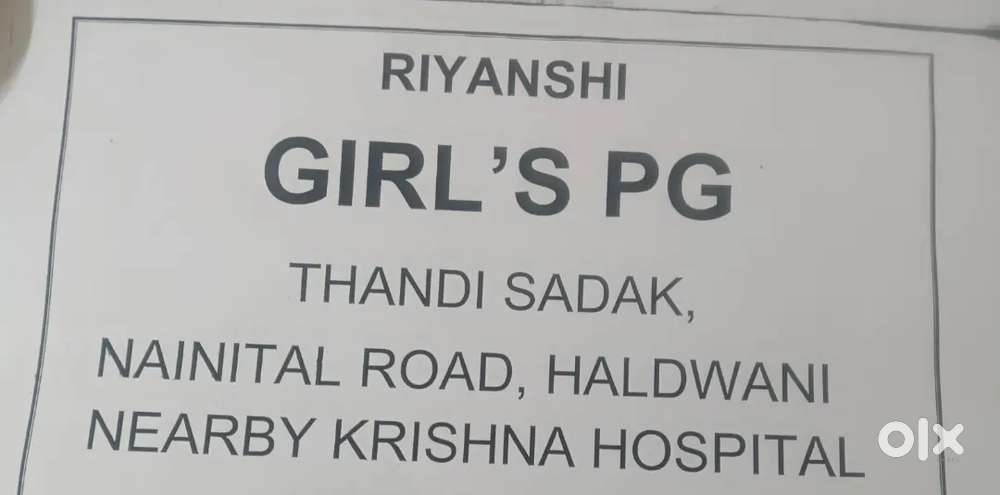 RIYANSHI
GIRL'S PG
THANDI SADAK,
NAINITAL ROAD, HALDWANI
NEARBY KRISHNA HOSPITAL
olx